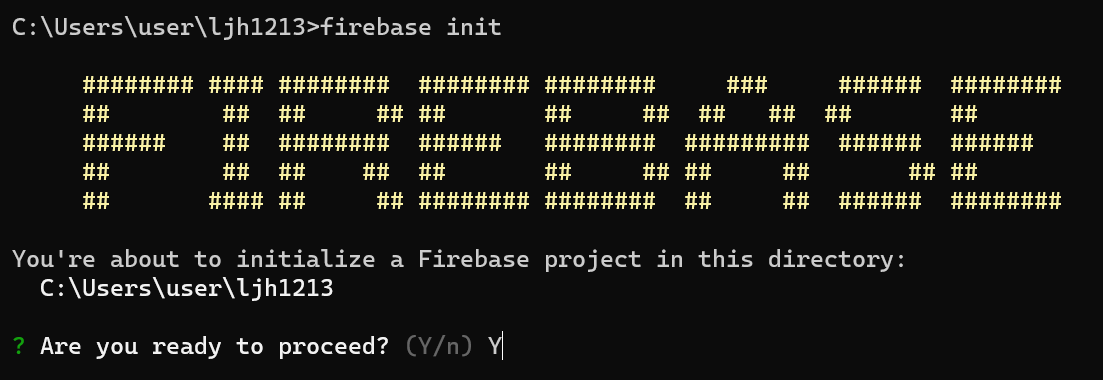 C:\Users\user\ljh1213>firebase init
     ######## #### ########  ######## ########     ###     ######  ########
     ##        ##  ##     ## ##       ##     ##  ##   ##  ##       ##
     ######    ##  ########  ######   ########  #########  ######  ######
     ##        ##  ##    ##  ##       ##     ## ##     ##       ## ##
     ##       #### ##     ## ######## ########  ##     ##  ######  ########
You're about to initialize a Firebase project in this directory:
  C:\Users\user\ljh1213
? Are you ready to proceed? (Y/n) Y